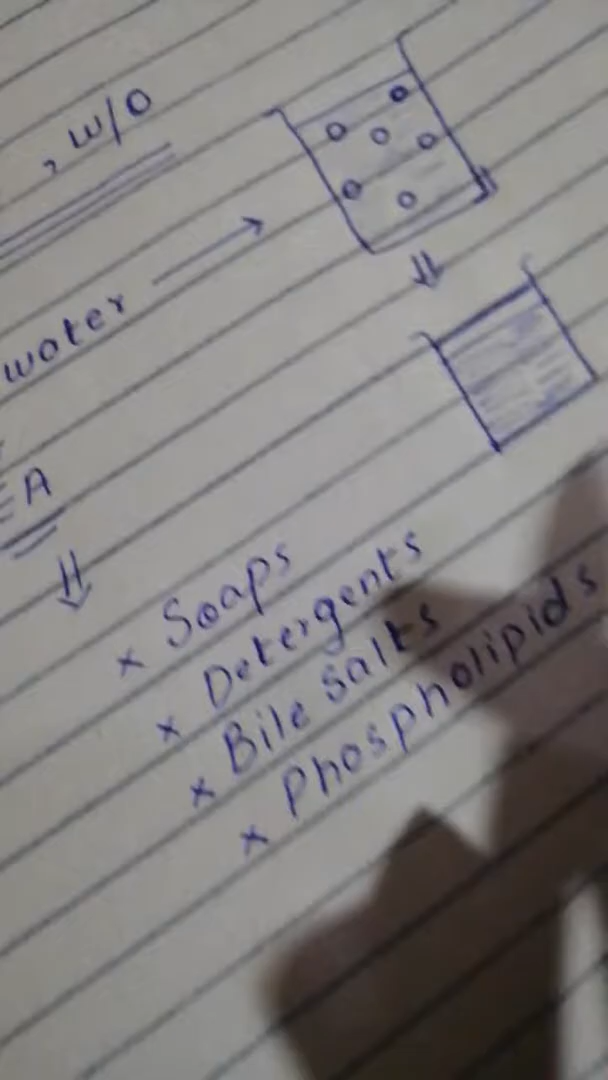 , W/O
water
A
× Soaps
× Detergents
× Bile salts
× Phospholipids